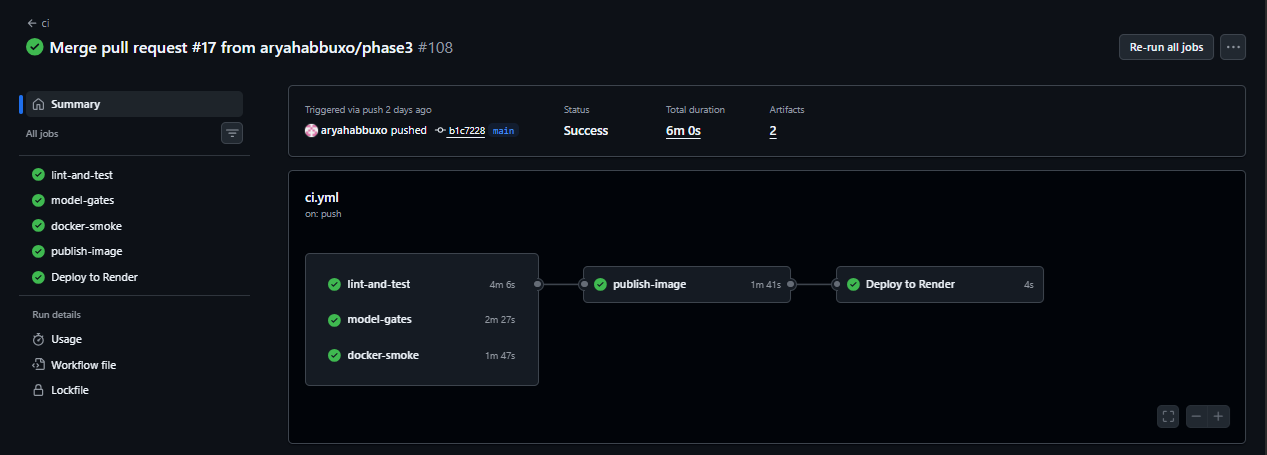 ← ci
Merge pull request #17 from aryahabbuxo/phase3 #108
Re-run all jobs
Summary
All jobs
lint-and-test
model-gates
docker-smoke
publish-image
Deploy to Render
Run details
Usage
Workflow file
Lockfile
Triggered via push 2 days ago
aryahabbuxo pushed b1c7228 main
Status
Success
Total duration
6m 0s
Artifacts
2
ci.yml
on: push
lint-and-test 4m 6s
model-gates 2m 27s
docker-smoke 1m 47s
publish-image 1m 41s
Deploy to Render 4s